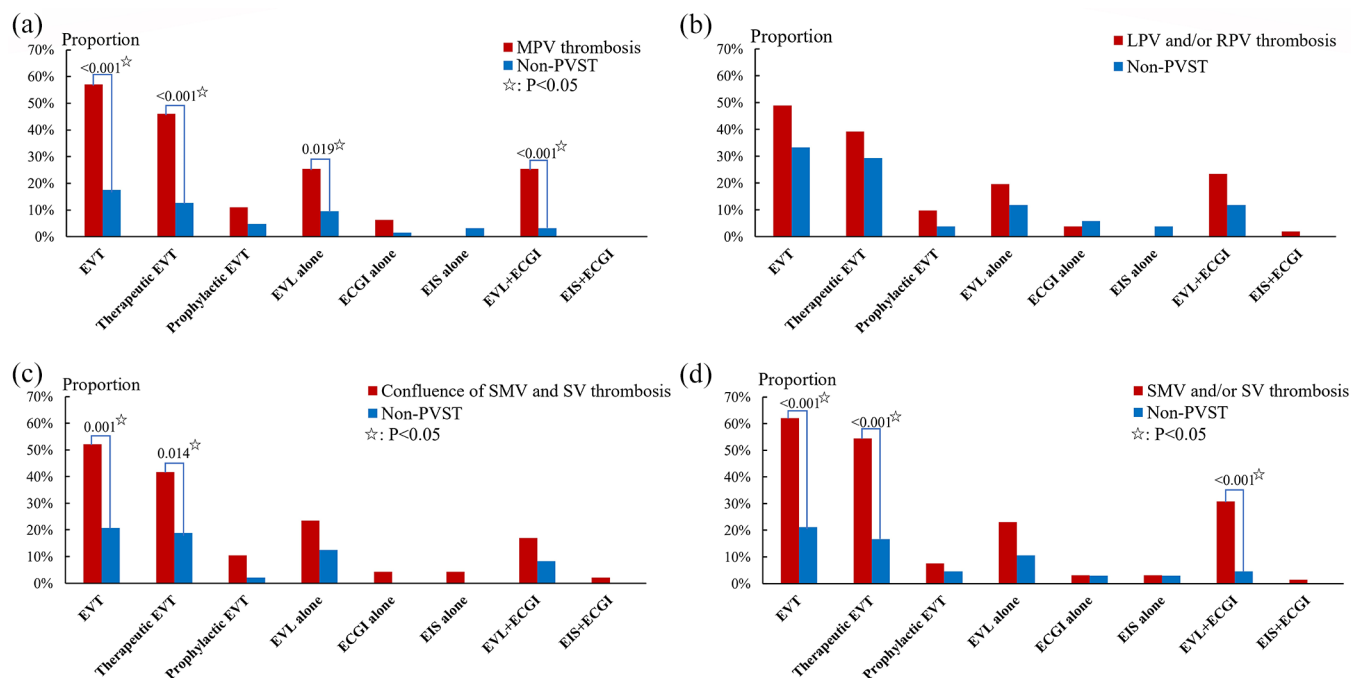 (a)
Proportion
70%
60%
50%
40%
30%
20%
10%
0%
<0.001☆
<0.001☆
0.019☆
<0.001☆
MPV thrombosis
Non-PVST
☆: P<0.05
EVT
Therapeutic EVT
Prophylactic EVT
EVL alone
ECGI alone
EIS alone
EVL+ECGI
EIS+ECGI
(b)
Proportion
70%
60%
50%
40%
30%
20%
10%
0%
LPV and/or RPV thrombosis
Non-PVST
EVT
Therapeutic EVT
Prophylactic EVT
EVL alone
ECGI alone
EIS alone
EVL+ECGI
EIS+ECGI
(c)
Proportion
70%
60%
50%
40%
30%
20%
10%
0%
0.001☆
0.014☆
Confluence of SMV and SV thrombosis
Non-PVST
☆: P<0.05
EVT
Therapeutic EVT
Prophylactic EVT
EVL alone
ECGI alone
EIS alone
EVL+ECGI
EIS+ECGI
(d)
Proportion
70%
60%
50%
40%
30%
20%
10%
0%
<0.001☆
<0.001☆
<0.001☆
SMV and/or SV thrombosis
Non-PVST
☆: P<0.05
EVT
Therapeutic EVT
Prophylactic EVT
EVL alone
ECGI alone
EIS alone
EVL+ECGI
EIS+ECGI